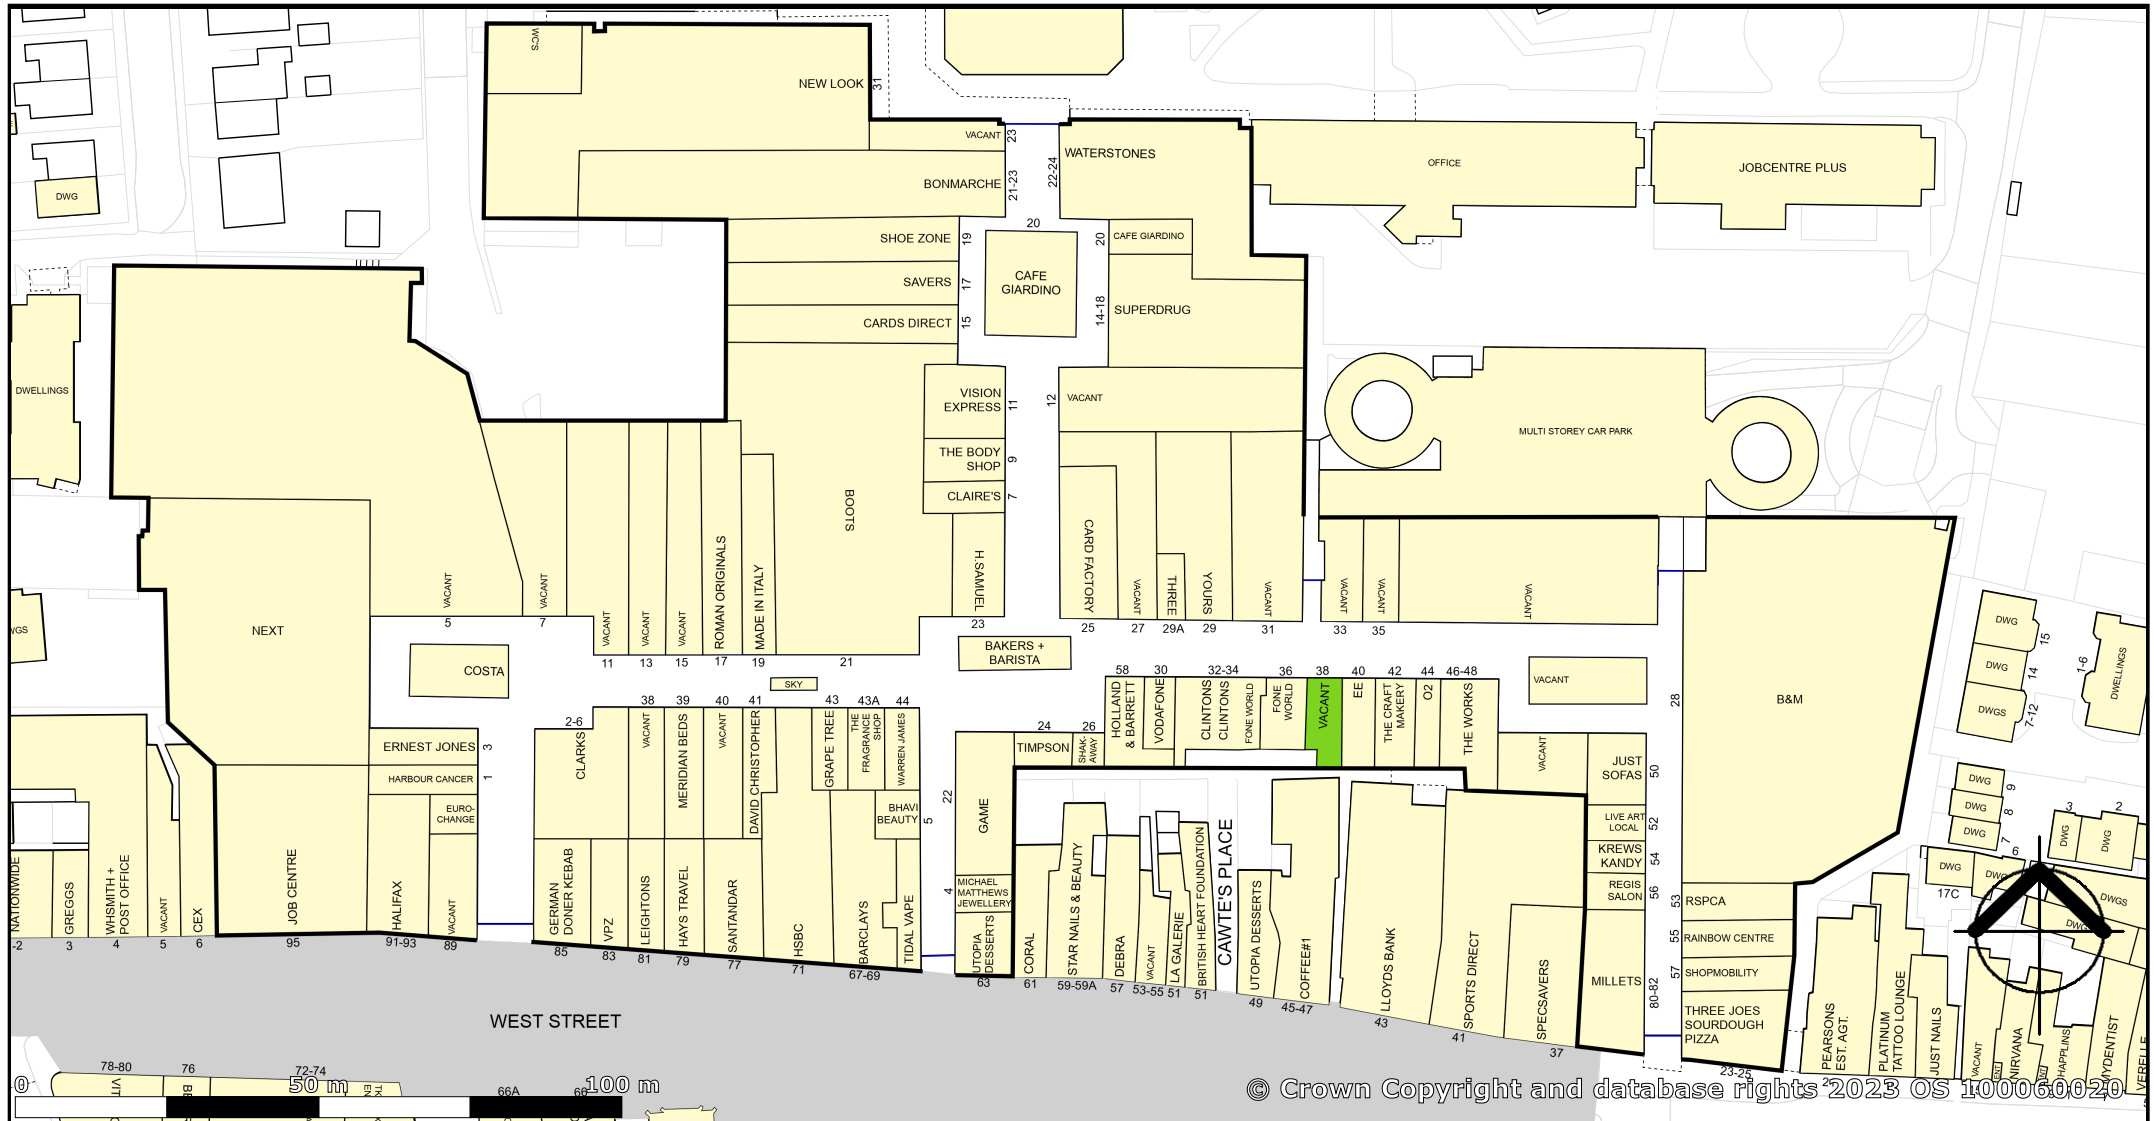 WC'S
NEW LOOK
31
VACANT
23
BONMARCHE
21-23
22-24
WATERSTONES
OFFICE
JOBCENTRE PLUS
DWG
SHOE ZONE
19
20
CAFE
GIARDINO
20
CAFE GIARDINO
SAVERS
17
CARDS DIRECT
15
14-18
SUPERDRUG
DWELLINGS
VISION
EXPRESS
11
12
VACANT
MULTI STOREY CAR PARK
THE BODY
SHOP
9
CLAIRE'S
7
BOOTS
H.SAMUEL
23
NEXT
VACANT
5
VACANT
7
VACANT
11
VACANT
13
VACANT
15
ROMAN ORIGINALS
17
MADE IN ITALY
19
21
CARD FACTORY
25
VACANT
27
THREE
29A
YOURS
29
VACANT
31
VACANT
33
VACANT
35
VACANT
BAKERS +
BARISTA
COSTA
SKY
VACANT
28
B&M
DWG
15
DWG
14
DWGS
7-12
1-6
DWELLINGS
ERNEST JONES
3
HARBOUR CANCER
1
EURO-
CHANGE
2-6
CLARKS
38
VACANT
39
MERIDIAN BEDS
40
VACANT
41
DAVID CHRISTOPHER
43
GRAPE TREE
43A
THE
FRAGRANCE
SHOP
44
WARREN JAMES
BHAVI
BEAUTY
5
22
GAME
24
TIMPSON
26
SHAK-
AWAY
58
HOLLAND
& BARRETT
30
VODAFONE
32-34
CLINTONS
CLINTONS
FONE WORLD
36
FONE
WORLD
38
VACANT
40
EE
42
THE CRAFT
MAKERY
44
O2
46-48
THE WORKS
VACANT
JUST
SOFAS
50
LIVE ART
LOCAL
52
KREWS
KANDY
54
REGIS
SALON
56
MILLETS
80-82
53
RSPCA
55
RAINBOW CENTRE
57
SHOPMOBILITY
THREE JOES
SOURDOUGH
PIZZA
23-25
DWG
9
DWG
8
DWG
7
6
3
2
DWG
DWG
DWG
17C
DWGS
NATIONWIDE
-2
GREGGS
3
WHSMITH +
POST OFFICE
4
VACANT
5
CEX
6
JOB CENTRE
95
HALIFAX
91-93
VACANT
89
GERMAN
DONER KEBAB
85
VPZ
83
LEIGHTONS
81
HAYS TRAVEL
79
SANTANDAR
77
HSBC
71
BARCLAYS
67-69
TIDAL VAPE
4
MICHAEL
MATTHEWS
JEWELLERY
UTOPIA
DESSERTS
63
CORAL
61
STAR NAILS & BEAUTY
59-59A
DEBRA
57
VACANT
53-55
LA GALERIE
51
BRITISH HEART FOUNDATION
51
CAWTE'S PLACE
UTOPIA DESSERTS
49
COFFEE#1
45-47
LLOYDS BANK
43
SPORTS DIRECT
41
SPECSAVERS
37
PEARSONS
EST. AGT.
PLATINUM
TATTOO LOUNGE
JUST NAILS
VACANT
NIRVANA
CHAPPLINS
MYDENTIST
WEST STREET
78-80
76
72-74
66A
0
50 m
100 m
© Crown Copyright and database rights 2023 OS 100060020